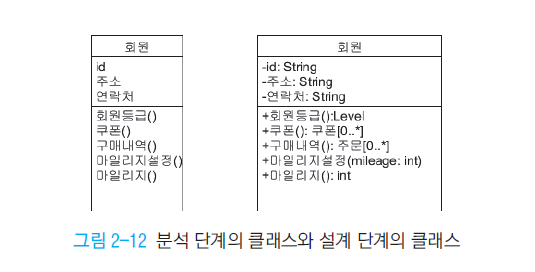 회원
id
주소
연락처
회원등급()
쿠폰()
구매내역()
마일리지설정()
마일리지()
회원
-id: String
-주소: String
-연락처: String
+회원등급():Level
+쿠폰(): 쿠폰[0..*]
+구매내역(): 주문[0..*]
+마일리지설정(mileage: int)
+마일리지(): int
그림 2-12 분석 단계의 클래스와 설계 단계의 클래스